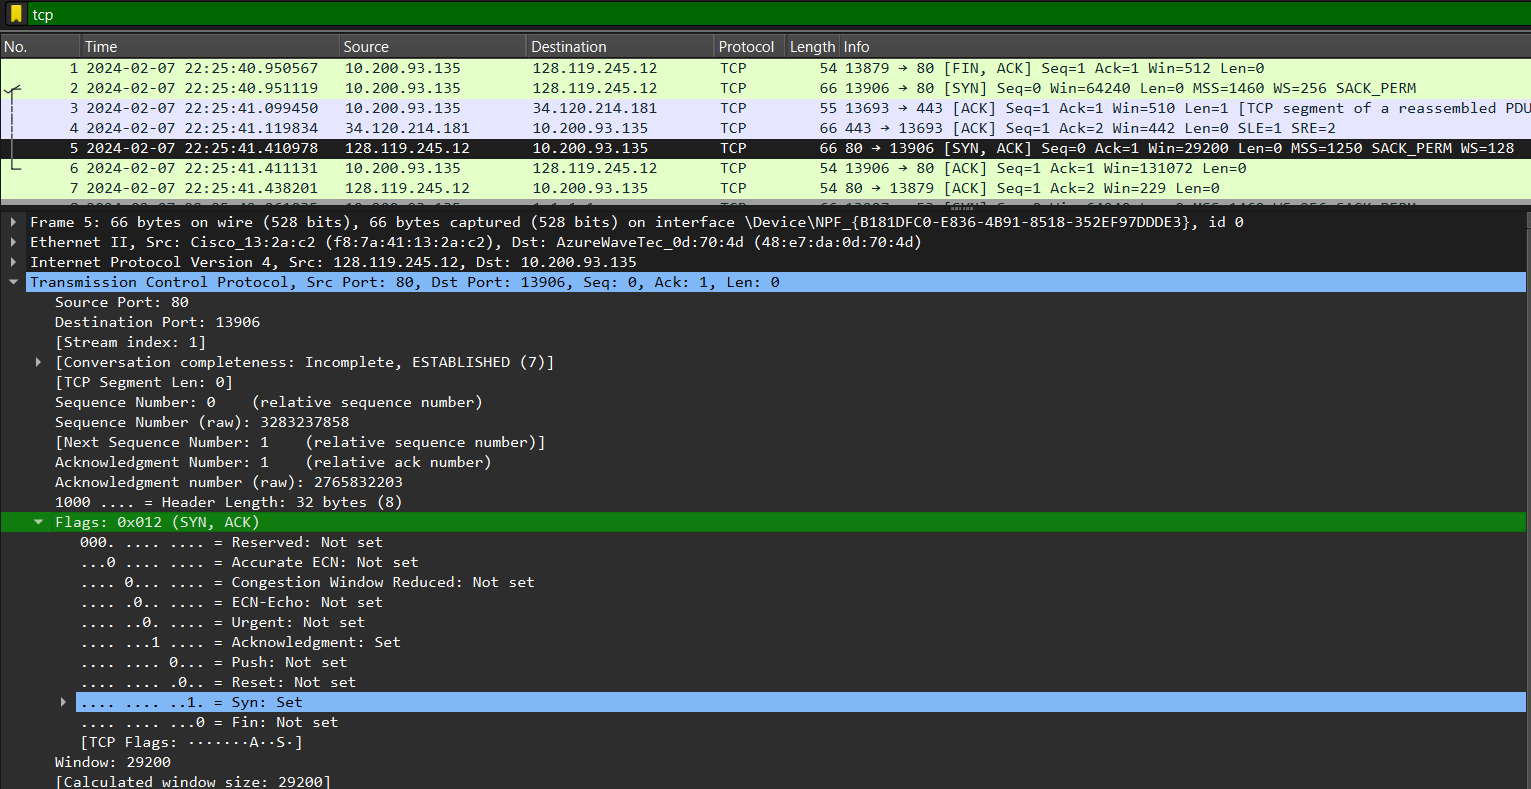 tcp
No. Time Source Destination Protocol Length Info
1 2024-02-07 22:25:40.950567 10.200.93.135 128.119.245.12 TCP 54 13879 → 80 [FIN, ACK] Seq=1 Ack=1 Win=512 Len=0
2 2024-02-07 22:25:40.951119 10.200.93.135 128.119.245.12 TCP 66 13906 → 80 [SYN] Seq=0 Win=64240 Len=0 MSS=1460 WS=256 SACK_PERM
3 2024-02-07 22:25:41.099450 10.200.93.135 34.120.214.181 TCP 55 13693 → 443 [ACK] Seq=1 Ack=1 Win=510 Len=1 [TCP segment of a reassembled PDU
4 2024-02-07 22:25:41.119834 34.120.214.181 10.200.93.135 TCP 66 443 → 13693 [ACK] Seq=1 Ack=2 Win=442 Len=0 SLE=1 SRE=2
5 2024-02-07 22:25:41.410978 128.119.245.12 10.200.93.135 TCP 66 80 → 13906 [SYN, ACK] Seq=0 Ack=1 Win=29200 Len=0 MSS=1250 SACK_PERM WS=128
6 2024-02-07 22:25:41.411131 10.200.93.135 128.119.245.12 TCP 54 13906 → 80 [ACK] Seq=1 Ack=1 Win=131072 Len=0
7 2024-02-07 22:25:41.438201 128.119.245.12 10.200.93.135 TCP 54 80 → 13879 [ACK] Seq=1 Ack=2 Win=229 Len=0
Frame 5: 66 bytes on wire (528 bits), 66 bytes captured (528 bits) on interface \Device\NPF_{B181DFC0-E836-4B91-8518-352EF97DDDE3}, id 0
Ethernet II, Src: Cisco_13:2a:c2 (f8:7a:41:13:2a:c2), Dst: AzureWaveTec_0d:70:4d (48:e7:da:0d:70:4d)
Internet Protocol Version 4, Src: 128.119.245.12, Dst: 10.200.93.135
Transmission Control Protocol, Src Port: 80, Dst Port: 13906, Seq: 0, Ack: 1, Len: 0
Source Port: 80
Destination Port: 13906
[Stream index: 1]
[Conversation completeness: Incomplete, ESTABLISHED (7)]
[TCP Segment Len: 0]
Sequence Number: 0 (relative sequence number)
Sequence Number (raw): 3283237858
[Next Sequence Number: 1 (relative sequence number)]
Acknowledgment Number: 1 (relative ack number)
Acknowledgment number (raw): 2765832203
1000 .... = Header Length: 32 bytes (8)
Flags: 0x012 (SYN, ACK)
000. .... .... = Reserved: Not set
...0 .... .... = Accurate ECN: Not set
.... 0... .... = Congestion Window Reduced: Not set
.... .0.. .... = ECN-Echo: Not set
.... ..0. .... = Urgent: Not set
.... ...1 .... = Acknowledgment: Set
.... .... 0... = Push: Not set
.... .... .0.. = Reset: Not set
.... .... ..1. = Syn: Set
.... .... ...0 = Fin: Not set
[TCP Flags: ·······A··S·]
Window: 29200
[Calculated window size: 29200]